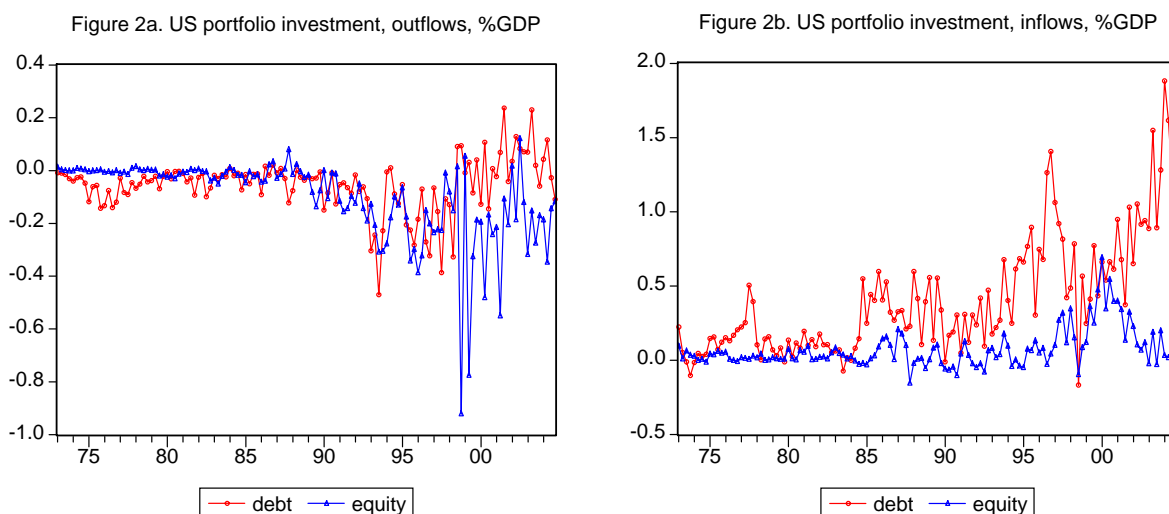 Figure 2a. US portfolio investment, outflows, %GDP
0.4
0.2
0.0
-0.2
-0.4
-0.6
-0.8
-1.0
75 80 85 90 95 00
debt equity
Figure 2b. US portfolio investment, inflows, %GDP
2.0
1.5
1.0
0.5
0.0
-0.5
75 80 85 90 95 00
debt equity